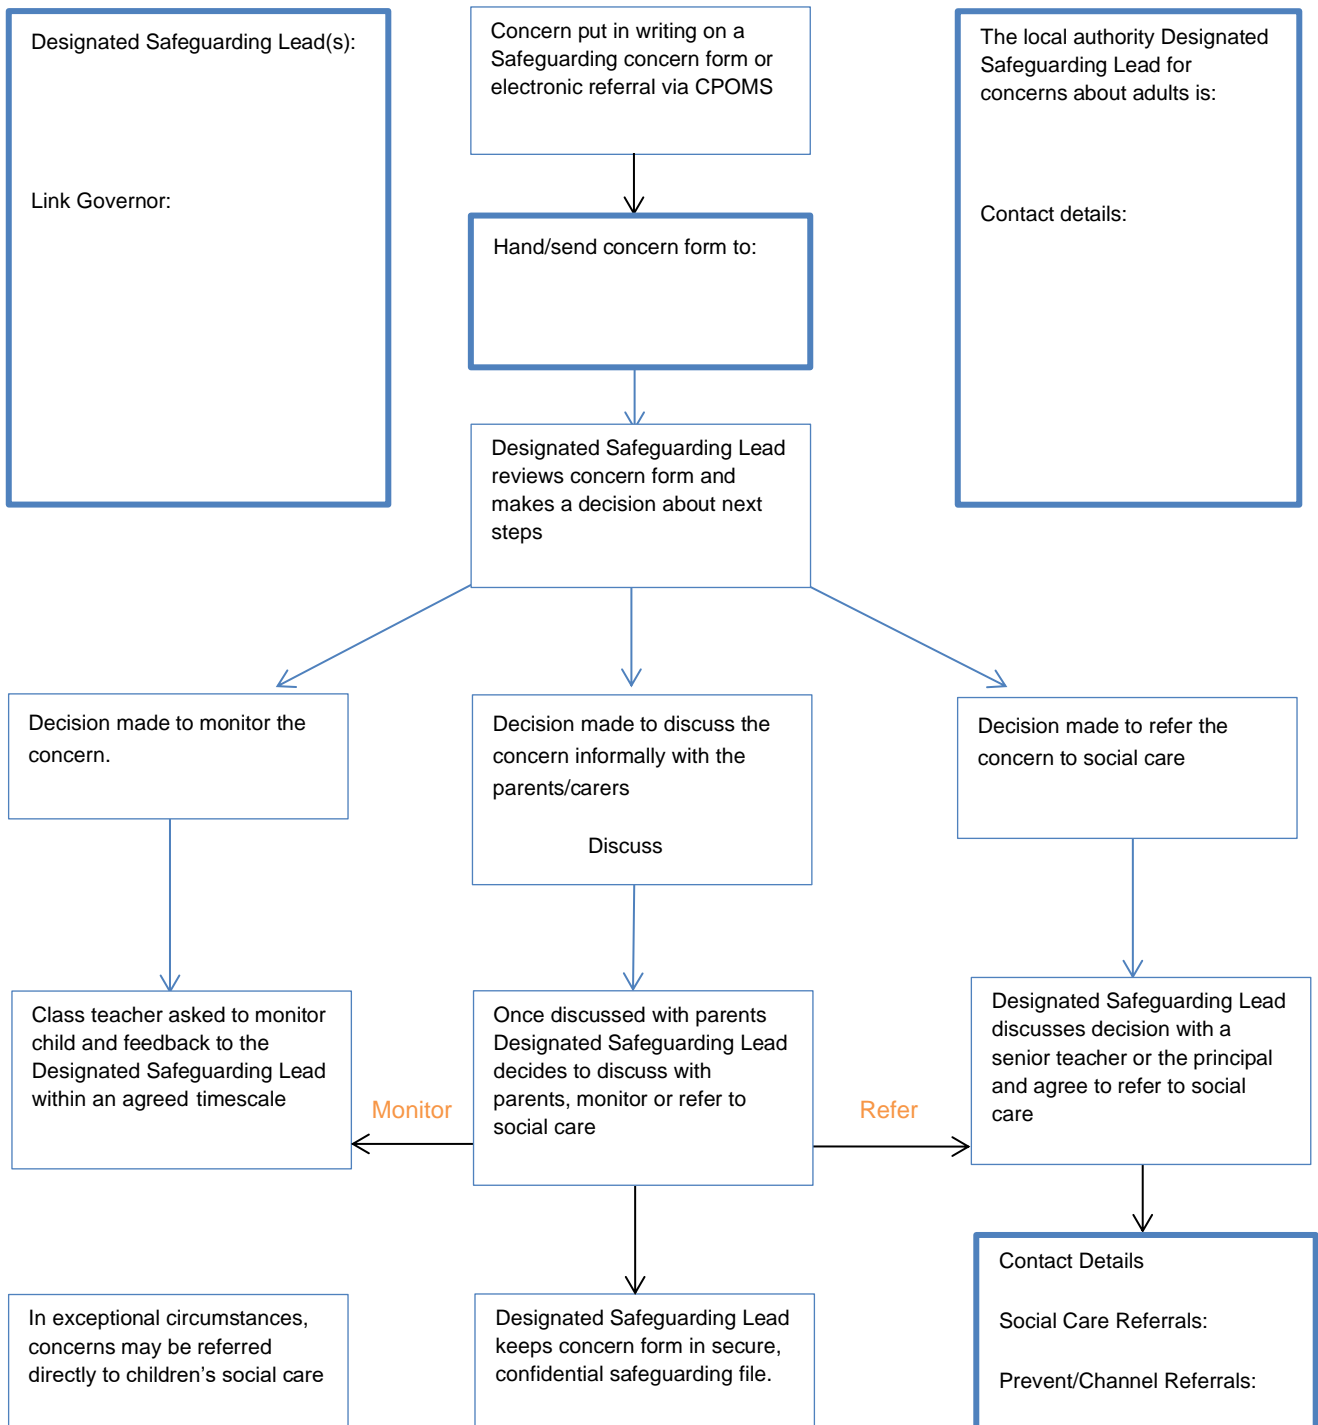 Designated Safeguarding Lead(s):
Link Governor:
Concern put in writing on a
Safeguarding concern form or
electronic referral via CPOMS
The local authority Designated
Safeguarding Lead for
concerns about adults is:
Contact details:
Hand/send concern form to:
Designated Safeguarding Lead
reviews concern form and
makes a decision about next
steps
Decision made to monitor the
concern.
Decision made to discuss the
concern informally with the
parents/carers
Discuss
Decision made to refer the
concern to social care
Class teacher asked to monitor
child and feedback to the
Designated Safeguarding Lead
within an agreed timescale
Monitor
Once discussed with parents
Designated Safeguarding Lead
decides to discuss with
parents, monitor or refer to
social care
Refer
Designated Safeguarding Lead
discusses decision with a
senior teacher or the principal
and agree to refer to social
care
In exceptional circumstances,
concerns may be referred
directly to children’s social care
Designated Safeguarding Lead
keeps concern form in secure,
confidential safeguarding file.
Contact Details
Social Care Referrals:
Prevent/Channel Referrals: